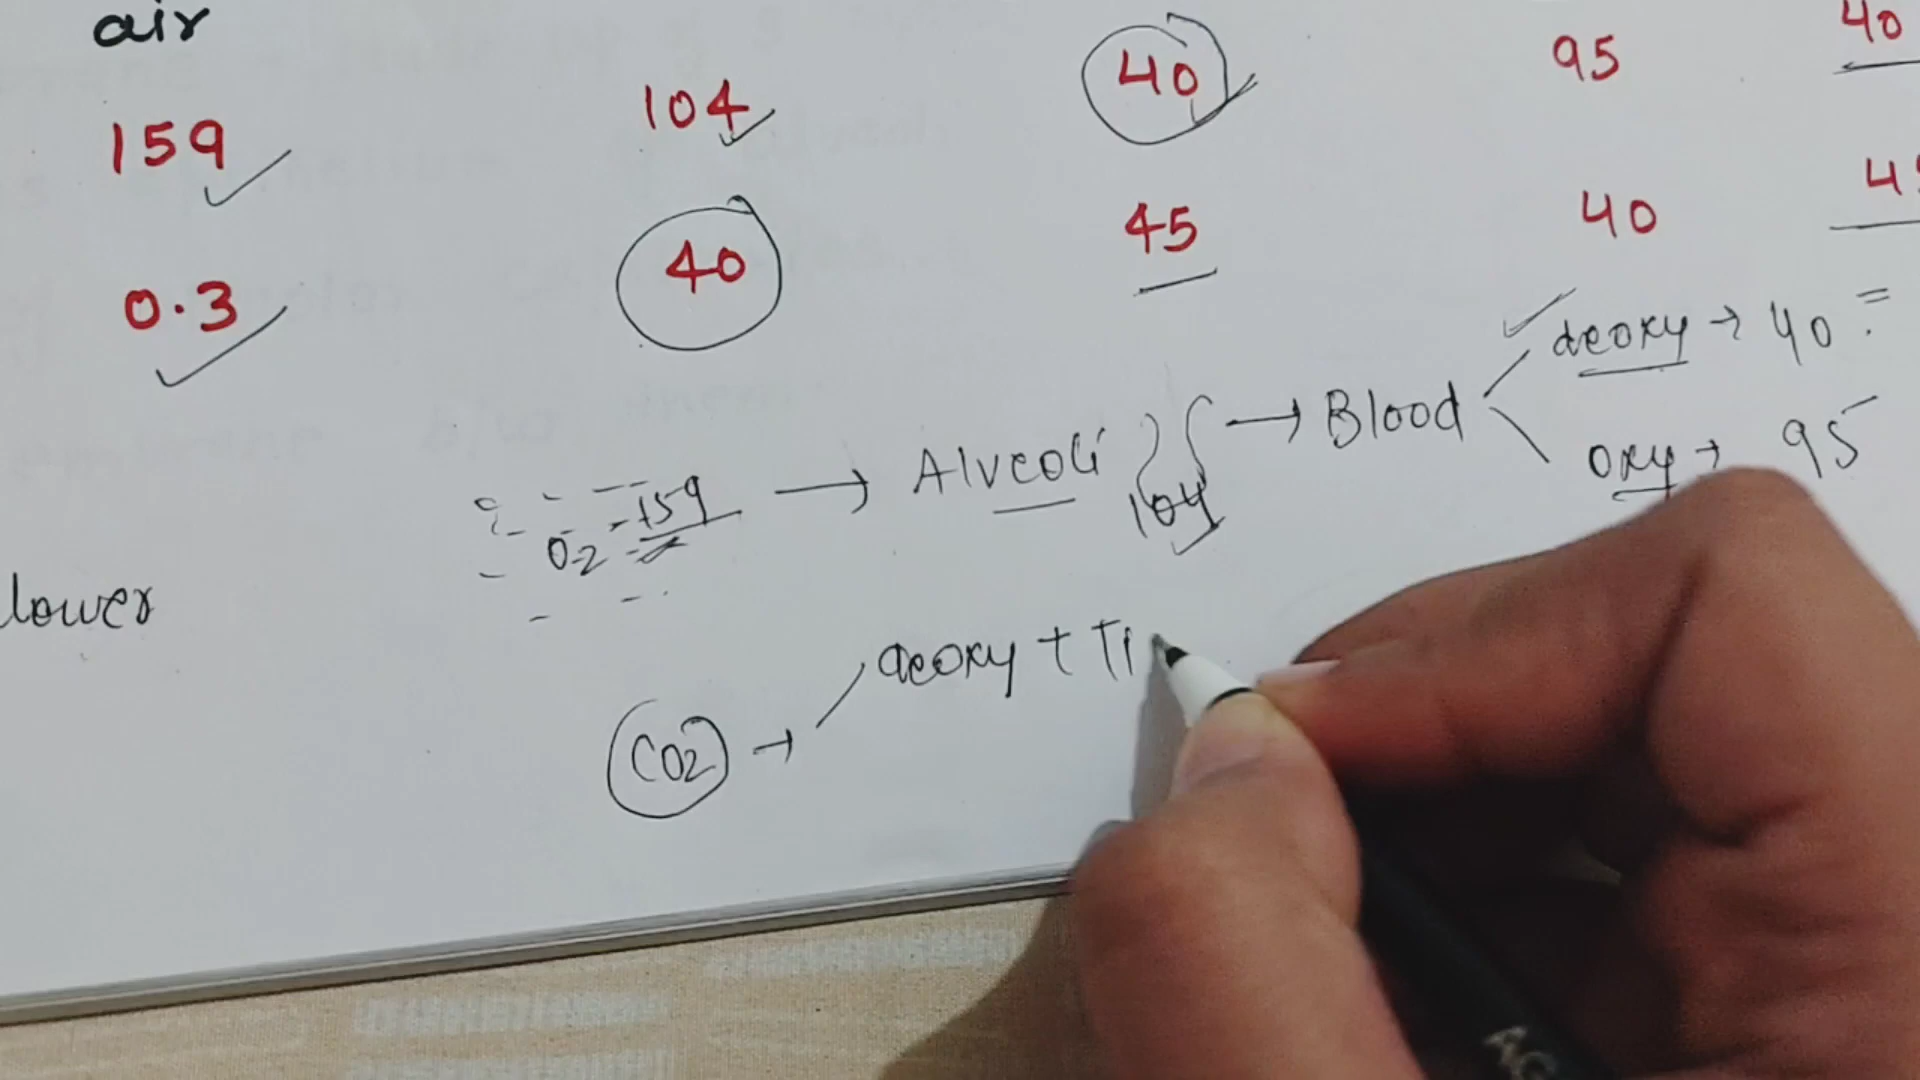 air
159 104 40 95 40
0.3 40 45 40 45
O2 159 → Alveoli 104 → Blood deoxy → 40
oxy → 95
lower
CO2 → deoxy + Ti